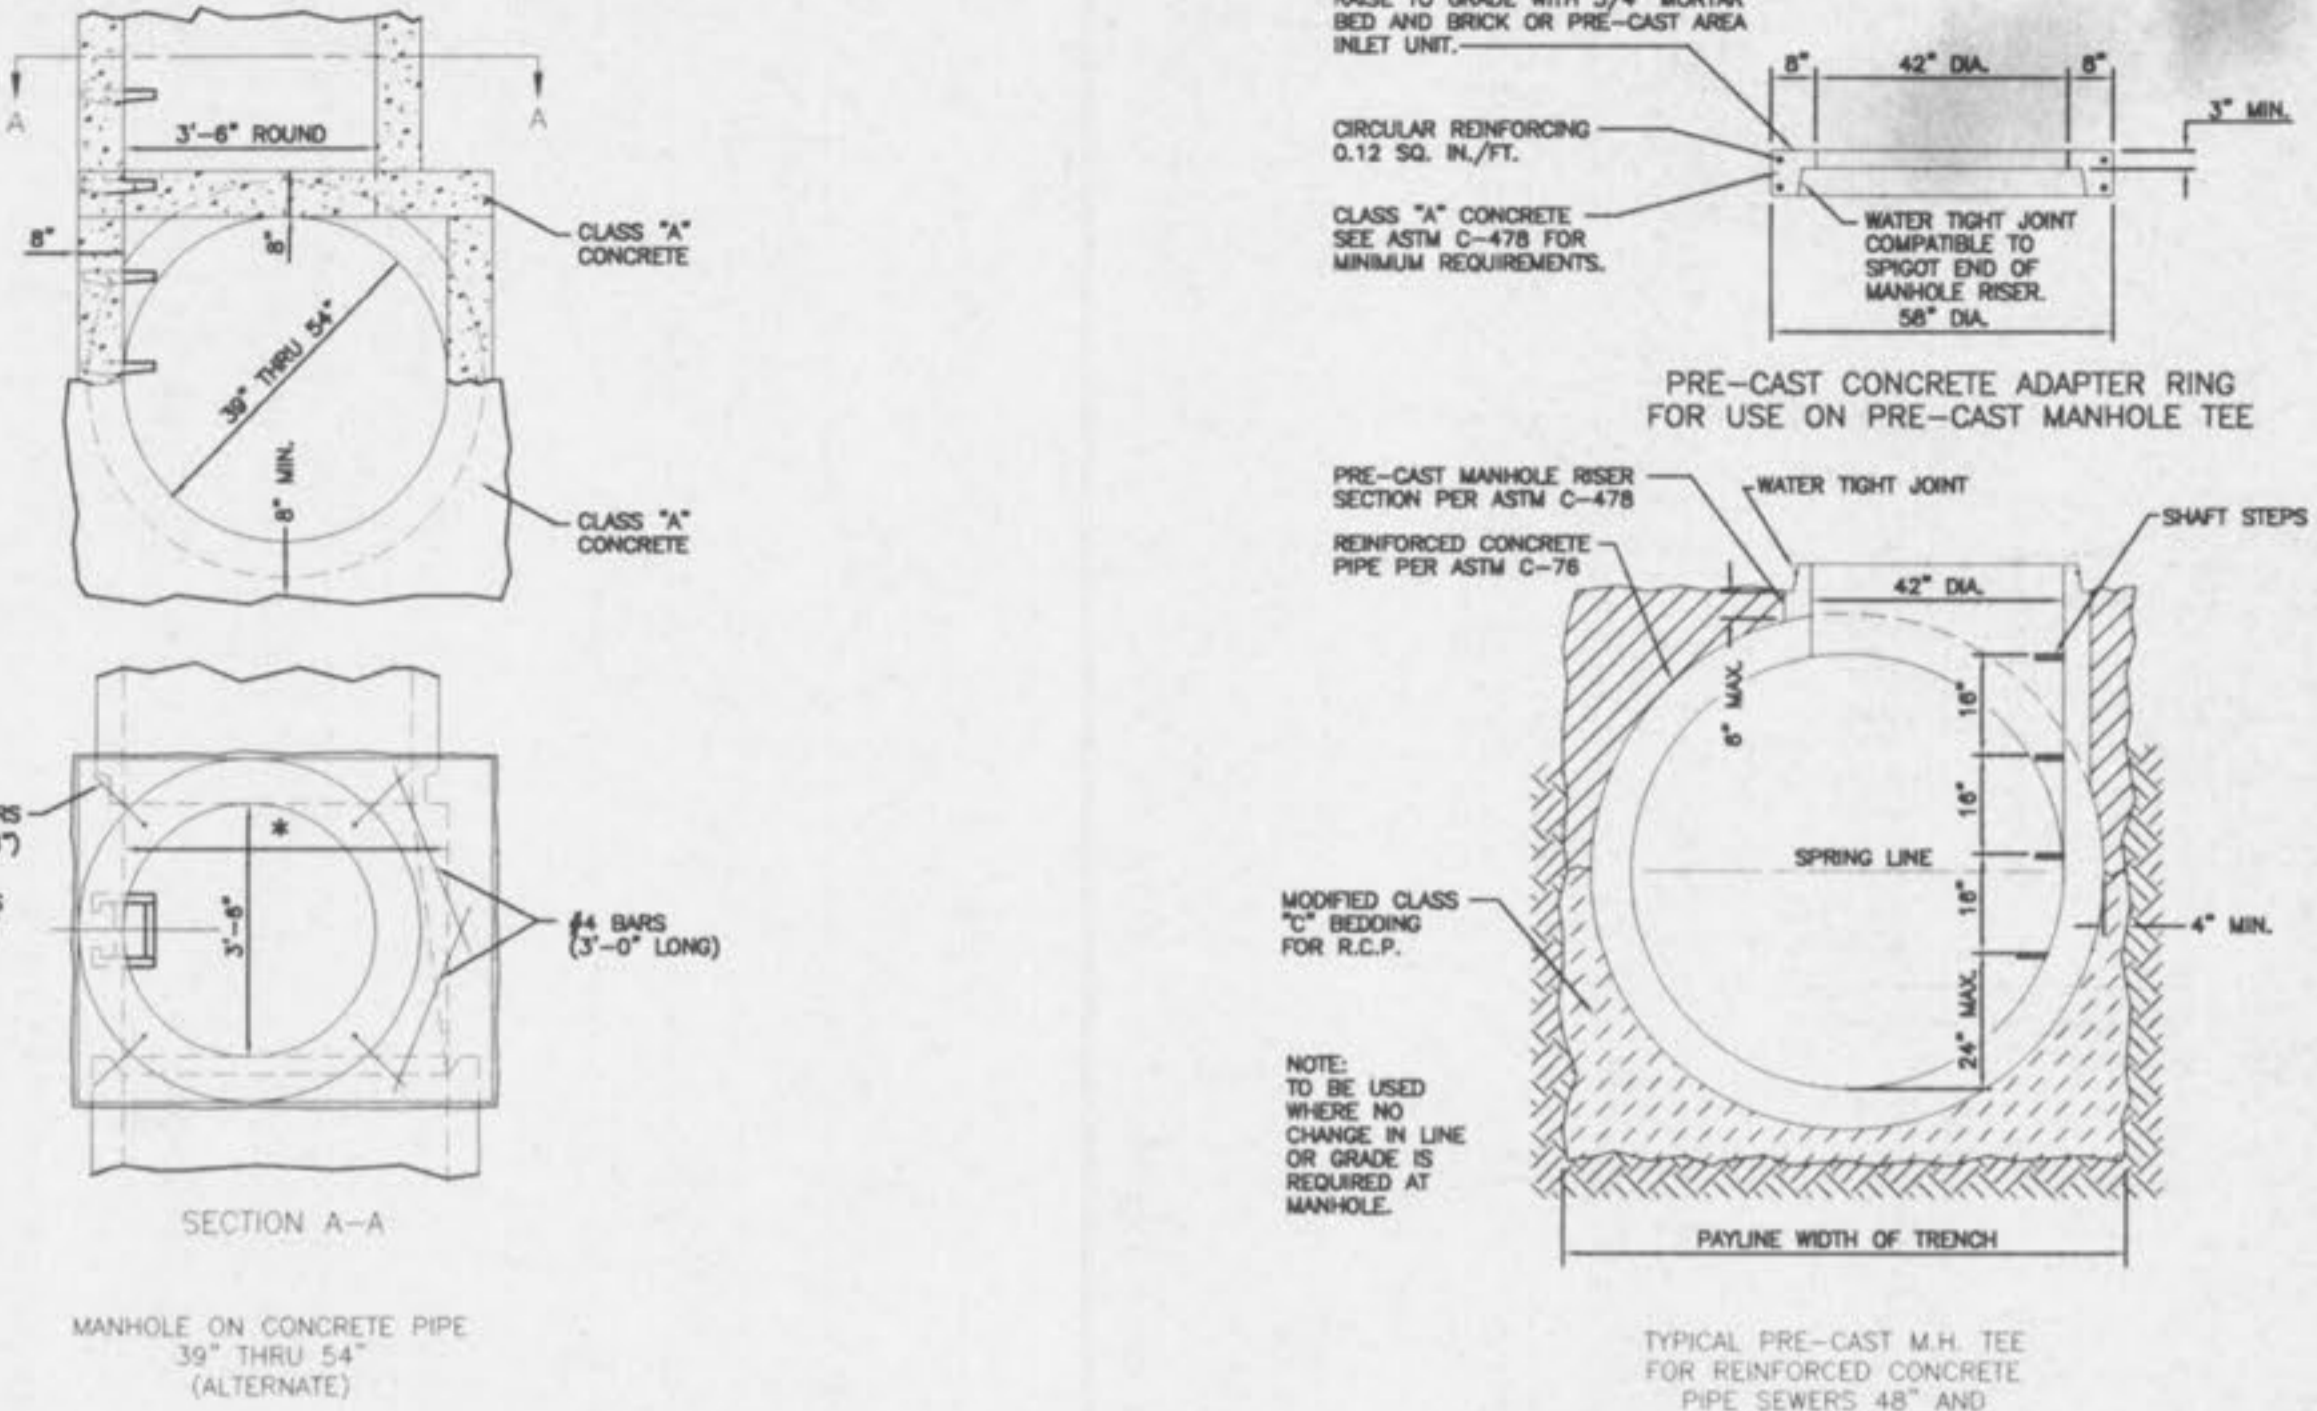 A
A
3'-6" ROUND
8"
8"
CLASS "A"
CONCRETE
39" THRU 54"
8" MIN.
CLASS "A"
CONCRETE
*
3'-6"
#4 BARS
(3'-0" LONG)
SECTION A-A
MANHOLE ON CONCRETE PIPE
39" THRU 54"
(ALTERNATE)
RAISE TO GRADE WITH 3/4" MORTAR
BED AND BRICK OR PRE-CAST AREA
INLET UNIT.
8"
42" DIA.
8"
3" MIN.
CIRCULAR REINFORCING
0.12 SQ. IN./FT.
CLASS "A" CONCRETE
SEE ASTM C-478 FOR
MINIMUM REQUIREMENTS.
WATER TIGHT JOINT
COMPATIBLE TO
SPIGOT END OF
MANHOLE RISER.
58" DIA.
PRE-CAST CONCRETE ADAPTER RING
FOR USE ON PRE-CAST MANHOLE TEE
PRE-CAST MANHOLE RISER
SECTION PER ASTM C-478
WATER TIGHT JOINT
SHAFT STEPS
REINFORCED CONCRETE
PIPE PER ASTM C-76
42" DIA.
6" MAX.
16"
16"
SPRING LINE
16"
MODIFIED CLASS
"C" BEDDING
FOR R.C.P.
4" MIN.
24" MAX.
NOTE:
TO BE USED
WHERE NO
CHANGE IN LINE
OR GRADE IS
REQUIRED AT
MANHOLE.
PAYLINE WIDTH OF TRENCH
TYPICAL PRE-CAST M.H. TEE
FOR REINFORCED CONCRETE
PIPE SEWERS 48" AND